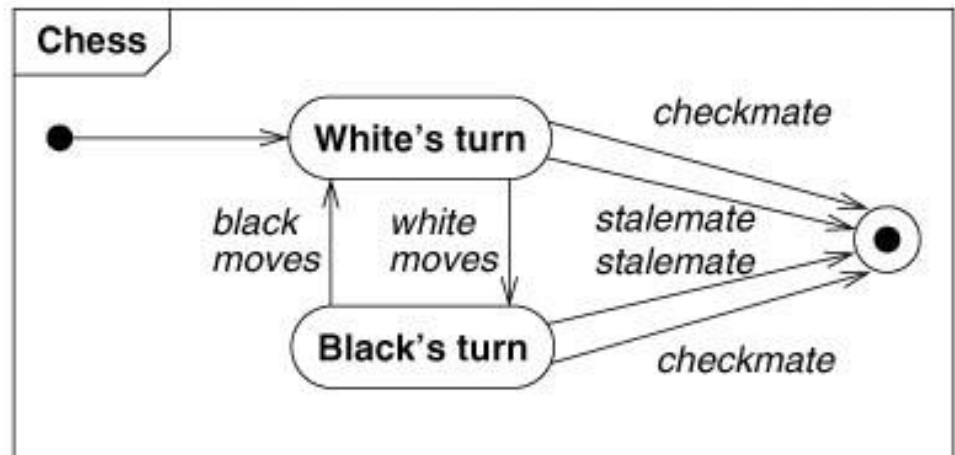 Chess
checkmate
White's turn
black
moves
white
moves
stalemate
stalemate
Black's turn
checkmate